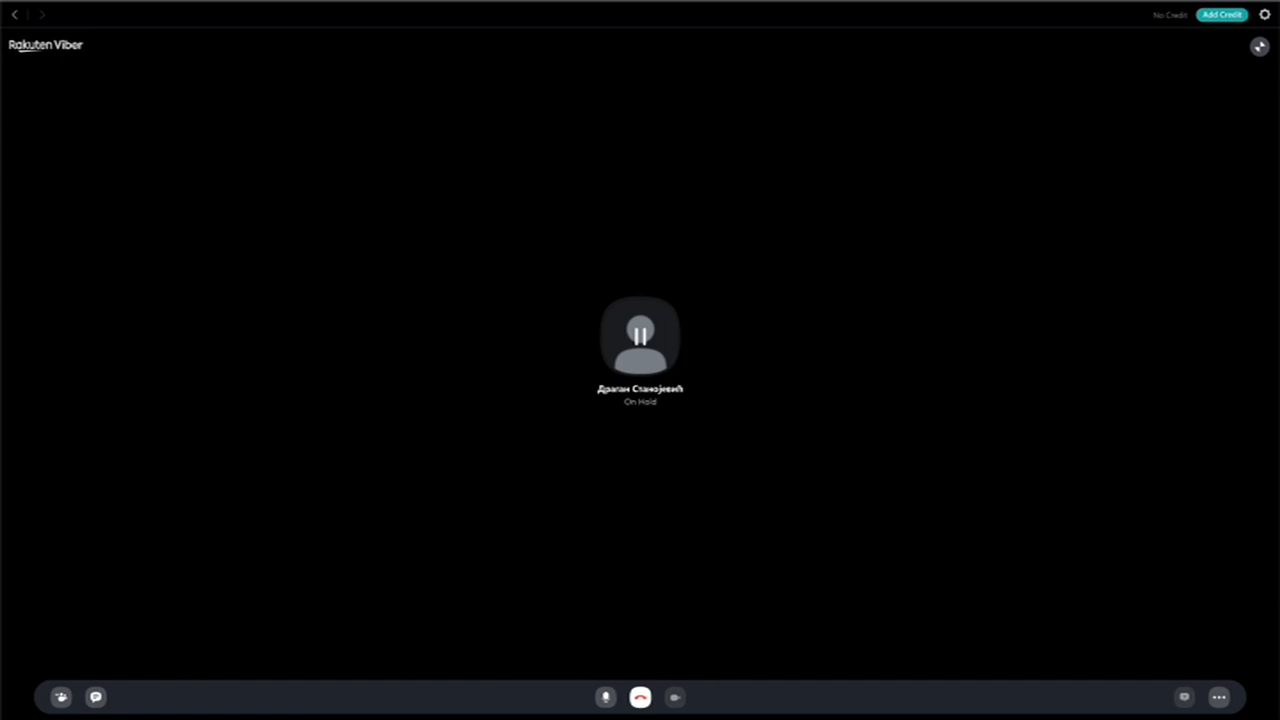 No Credit
Add Credit
Rakuten Viber
Драган Станојевић
On Hold